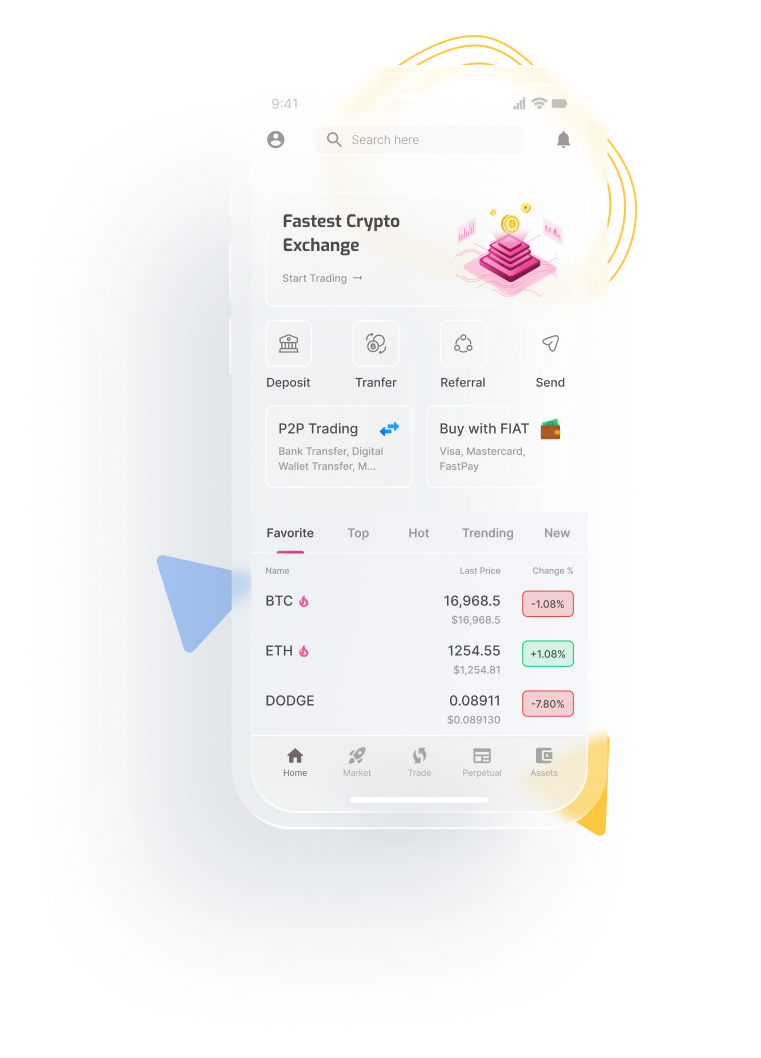 9:41
Search here
Fastest Crypto
Exchange
Start Trading →
Deposit Tranfer Referral Send
P2P Trading
Bank Transfer, Digital
Wallet Transfer, M...
Buy with FIAT
Visa, Mastercard,
FastPay
Favorite Top Hot Trending New
Name Last Price Change %
BTC 16,968.5 -1.08%
$16,968.5
ETH 1254.55 +1.08%
$1,254.81
DODGE 0.08911 -7.80%
$0.089130
Home Market Trade Perpetual Assets